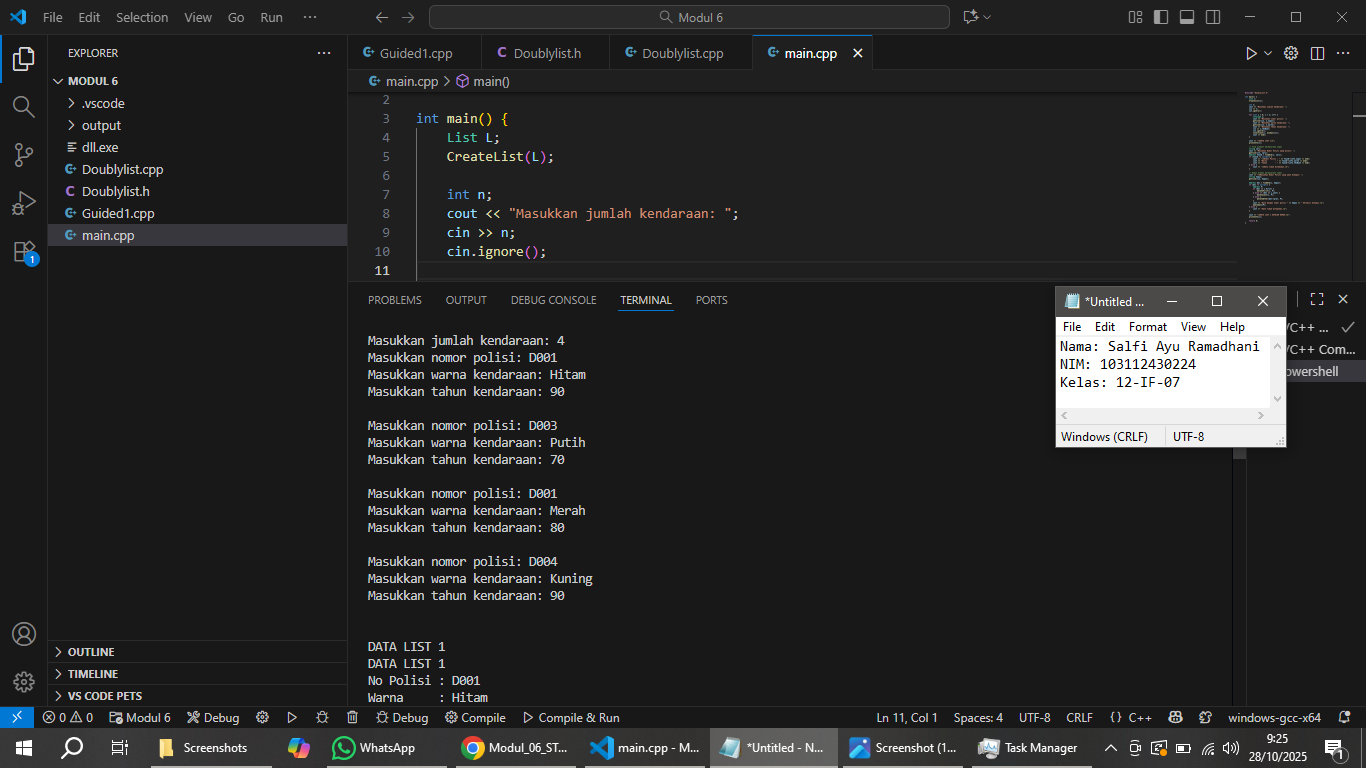 File Edit Selection View Go Run ···
Modul 6
EXPLORER ···
MODUL 6
.vscode
output
dll.exe
Doublylist.cpp
Doublylist.h
Guided1.cpp
main.cpp
OUTLINE
TIMELINE
VS CODE PETS
Guided1.cpp Doublylist.h Doublylist.cpp main.cpp
main.cpp > main()
2
3 int main() {
4 List L;
5 CreateList(L);
6
7 int n;
8 cout << "Masukkan jumlah kendaraan: ";
9 cin >> n;
10 cin.ignore();
11
PROBLEMS OUTPUT DEBUG CONSOLE TERMINAL PORTS
Masukkan jumlah kendaraan: 4
Masukkan nomor polisi: D001
Masukkan warna kendaraan: Hitam
Masukkan tahun kendaraan: 90
Masukkan nomor polisi: D003
Masukkan warna kendaraan: Putih
Masukkan tahun kendaraan: 70
Masukkan nomor polisi: D001
Masukkan warna kendaraan: Merah
Masukkan tahun kendaraan: 80
Masukkan nomor polisi: D004
Masukkan warna kendaraan: Kuning
Masukkan tahun kendaraan: 90
DATA LIST 1
DATA LIST 1
No Polisi : D001
Warna : Hitam
/C++ ...
/C++ Com...
owershell
*Untitled ...
File Edit Format View Help
Nama: Salfi Ayu Ramadhani
NIM: 103112430224
Kelas: 12-IF-07
Windows (CRLF) UTF-8
0 0 Modul 6 Debug Debug Compile Compile & Run Ln 11, Col 1 Spaces: 4 UTF-8 CRLF {} C++ windows-gcc-x64
Screenshots WhatsApp Modul_06_ST... main.cpp - M... *Untitled - N... Screenshot (1... Task Manager
9:25
28/10/2025
1
1